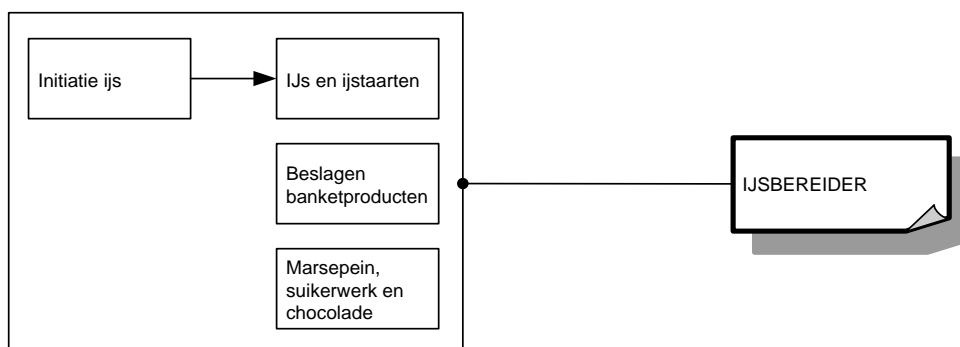 Initiatie ijs
IJs en ijstaarten
Beslagen
banketproducten
IJSBEREIDER
Marsepein,
suikerwerk en
chocolade